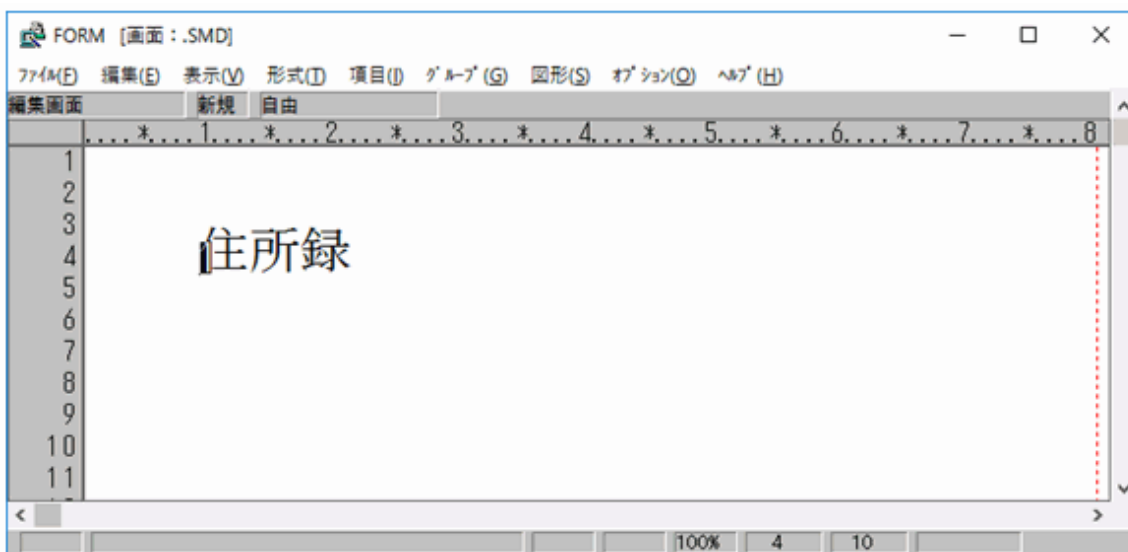 FORM [画面：.SMD]
ﾌｧｲﾙ(F) 編集(E) 表示(V) 形式(T) 項目(I) ｸﾞﾙｰﾌﾟ(G) 図形(S) ｵﾌﾟｼｮﾝ(O) ﾍﾙﾌﾟ(H)
編集画面 新規 自由
....*....1....*....2....*....3....*....4....*....5....*....6....*....7....*....8
1
2
3
4
住所録
5
6
7
8
9
10
11
100% 4 10